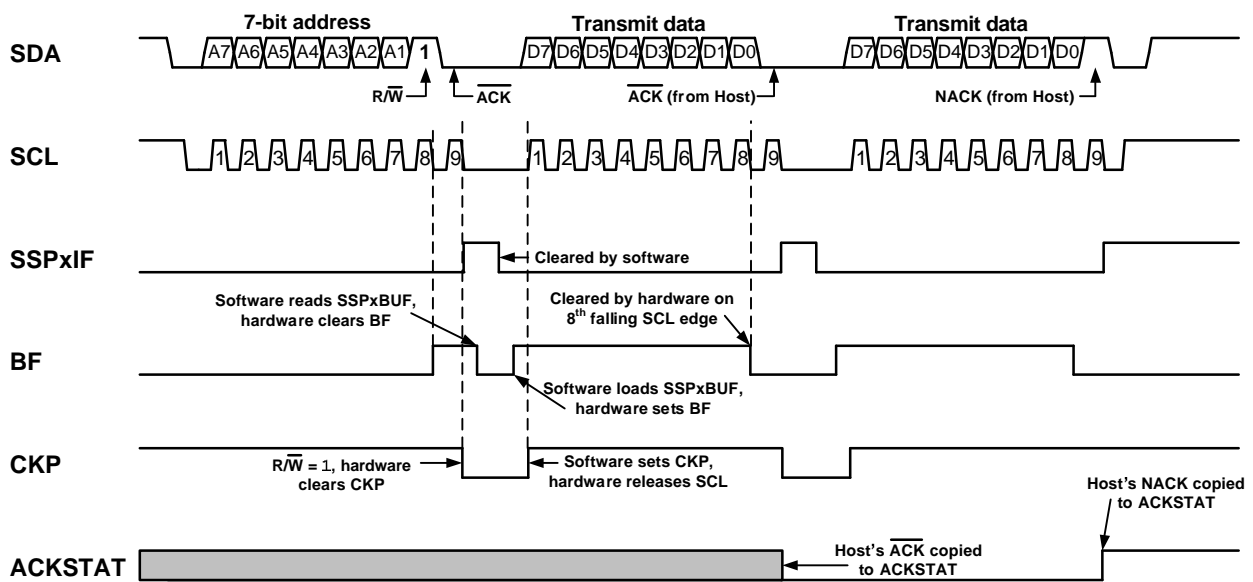 7-bit address Transmit data Transmit data
SDA
A7 A6 A5 A4 A3 A2 A1 1 D7 D6 D5 D4 D3 D2 D1 D0 D7 D6 D5 D4 D3 D2 D1 D0
R/W̅ A̅C̅K̅ A̅C̅K̅ (from Host) NACK (from Host)
SCL
1 2 3 4 5 6 7 8 9 1 2 3 4 5 6 7 8 9 1 2 3 4 5 6 7 8 9
SSPxIF
Cleared by software
Software reads SSPxBUF,
hardware clears BF
Cleared by hardware on
8th falling SCL edge
BF
Software loads SSPxBUF,
hardware sets BF
CKP
R/W̅ = 1, hardware
clears CKP
Software sets CKP,
hardware releases SCL
Host's NACK copied
to ACKSTAT
ACKSTAT
Host's A̅C̅K̅ copied
to ACKSTAT